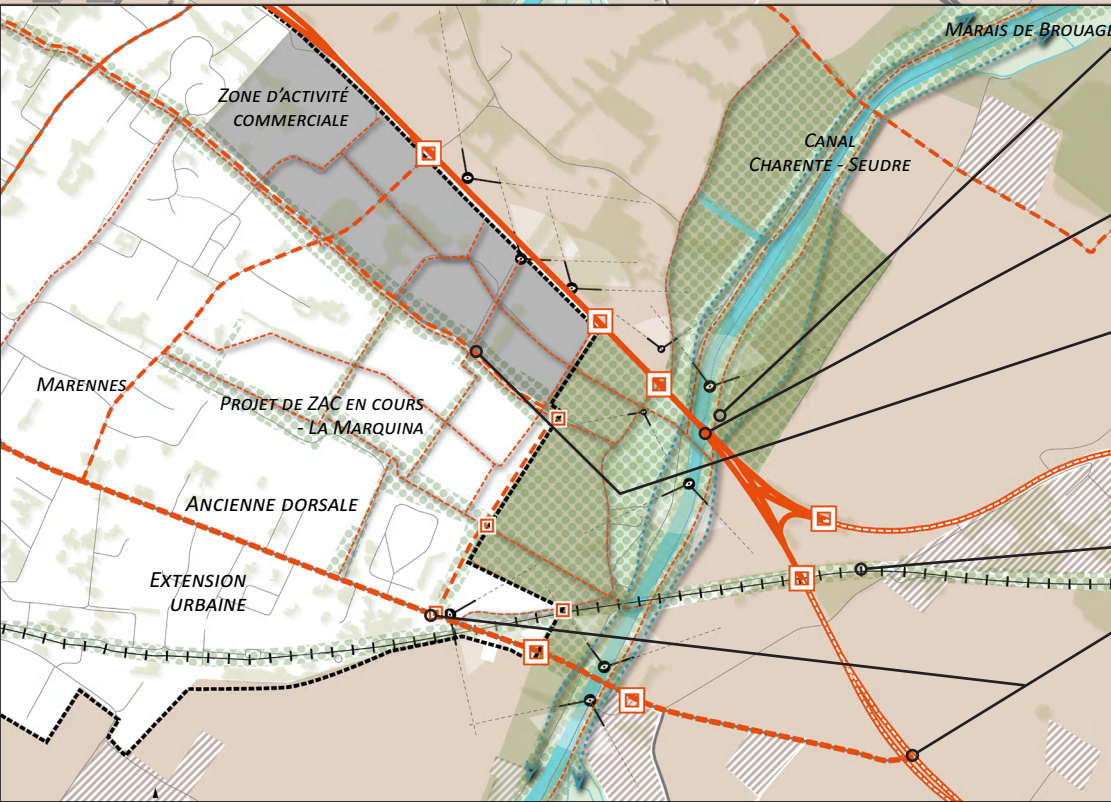 MARAIS DE BROUAGE
ZONE D'ACTIVITÉ
COMMERCIALE
CANAL
CHARENTE - SEUDRE
MARENNES
PROJET DE ZAC EN COURS
- LA MARQUINA
ANCIENNE DORSALE
EXTENSION
URBAINE